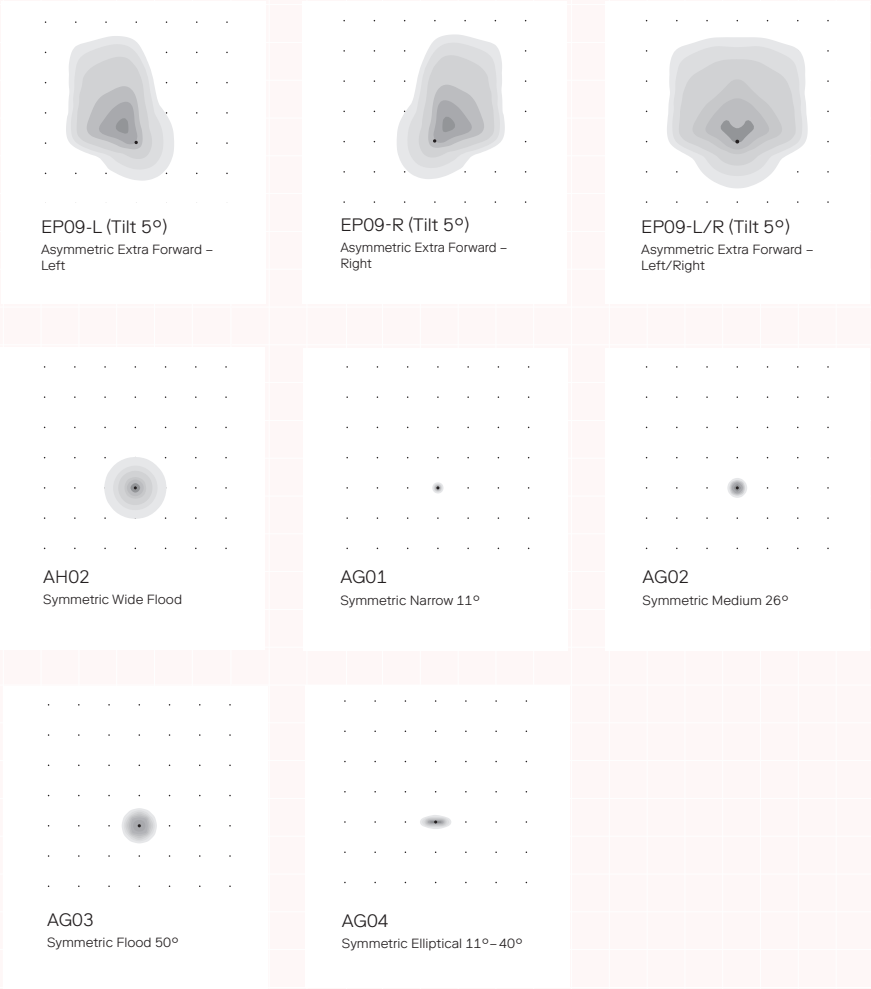 EP09-L (Tilt 5°)
Asymmetric Extra Forward –
Left
EP09-R (Tilt 5°)
Asymmetric Extra Forward –
Right
EP09-L/R (Tilt 5°)
Asymmetric Extra Forward –
Left/Right
AH02
Symmetric Wide Flood
AG01
Symmetric Narrow 11°
AG02
Symmetric Medium 26°
AG03
Symmetric Flood 50°
AG04
Symmetric Elliptical 11°–40°